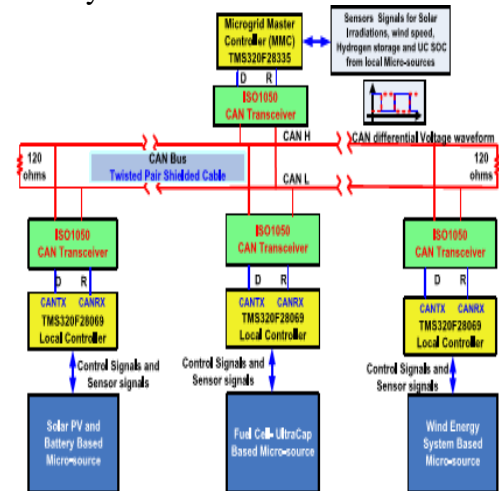 Microgrid Master
Controller (MMC)
TMS320F28335
Sensors Signals for Solar
Irradiations, wind speed,
Hydrogen storage and UC SOC
from local Micro-sources
D R
ISO1050
CAN Transceiver
CAN H
CAN differential Voltage waveform
120
ohms
CAN Bus
Twisted Pair Shielded Cable
120
ohms
CAN L
ISO1050
CAN Transceiver
D R
CANTX CANRX
TMS320F28069
Local Controller
Control Signals and
Sensor signals
Solar PV and
Battery Based
Micro-source
ISO1050
CAN Transceiver
D R
CANTX CANRX
TMS320F28069
Local Controller
Control Signals and
Sensor signals
Fuel Cell- UltraCap
Based Micro-source
ISO1050
CAN Transceiver
D R
CANTX CANRX
TMS320F28069
Local Controller
Control Signals and
Sensor signals
Wind Energy
System Based
Micro-source